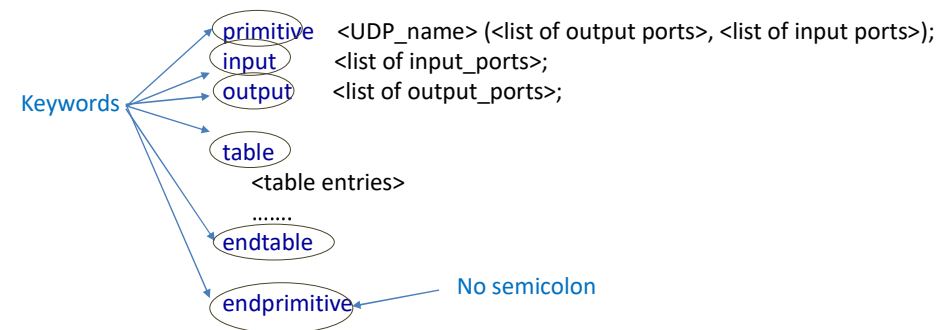 primitive <UDP_name> (<list of output ports>, <list of input ports>);
input <list of input_ports>;
output <list of output_ports>;
Keywords
table
<table entries>
.......
endtable
No semicolon
endprimitive